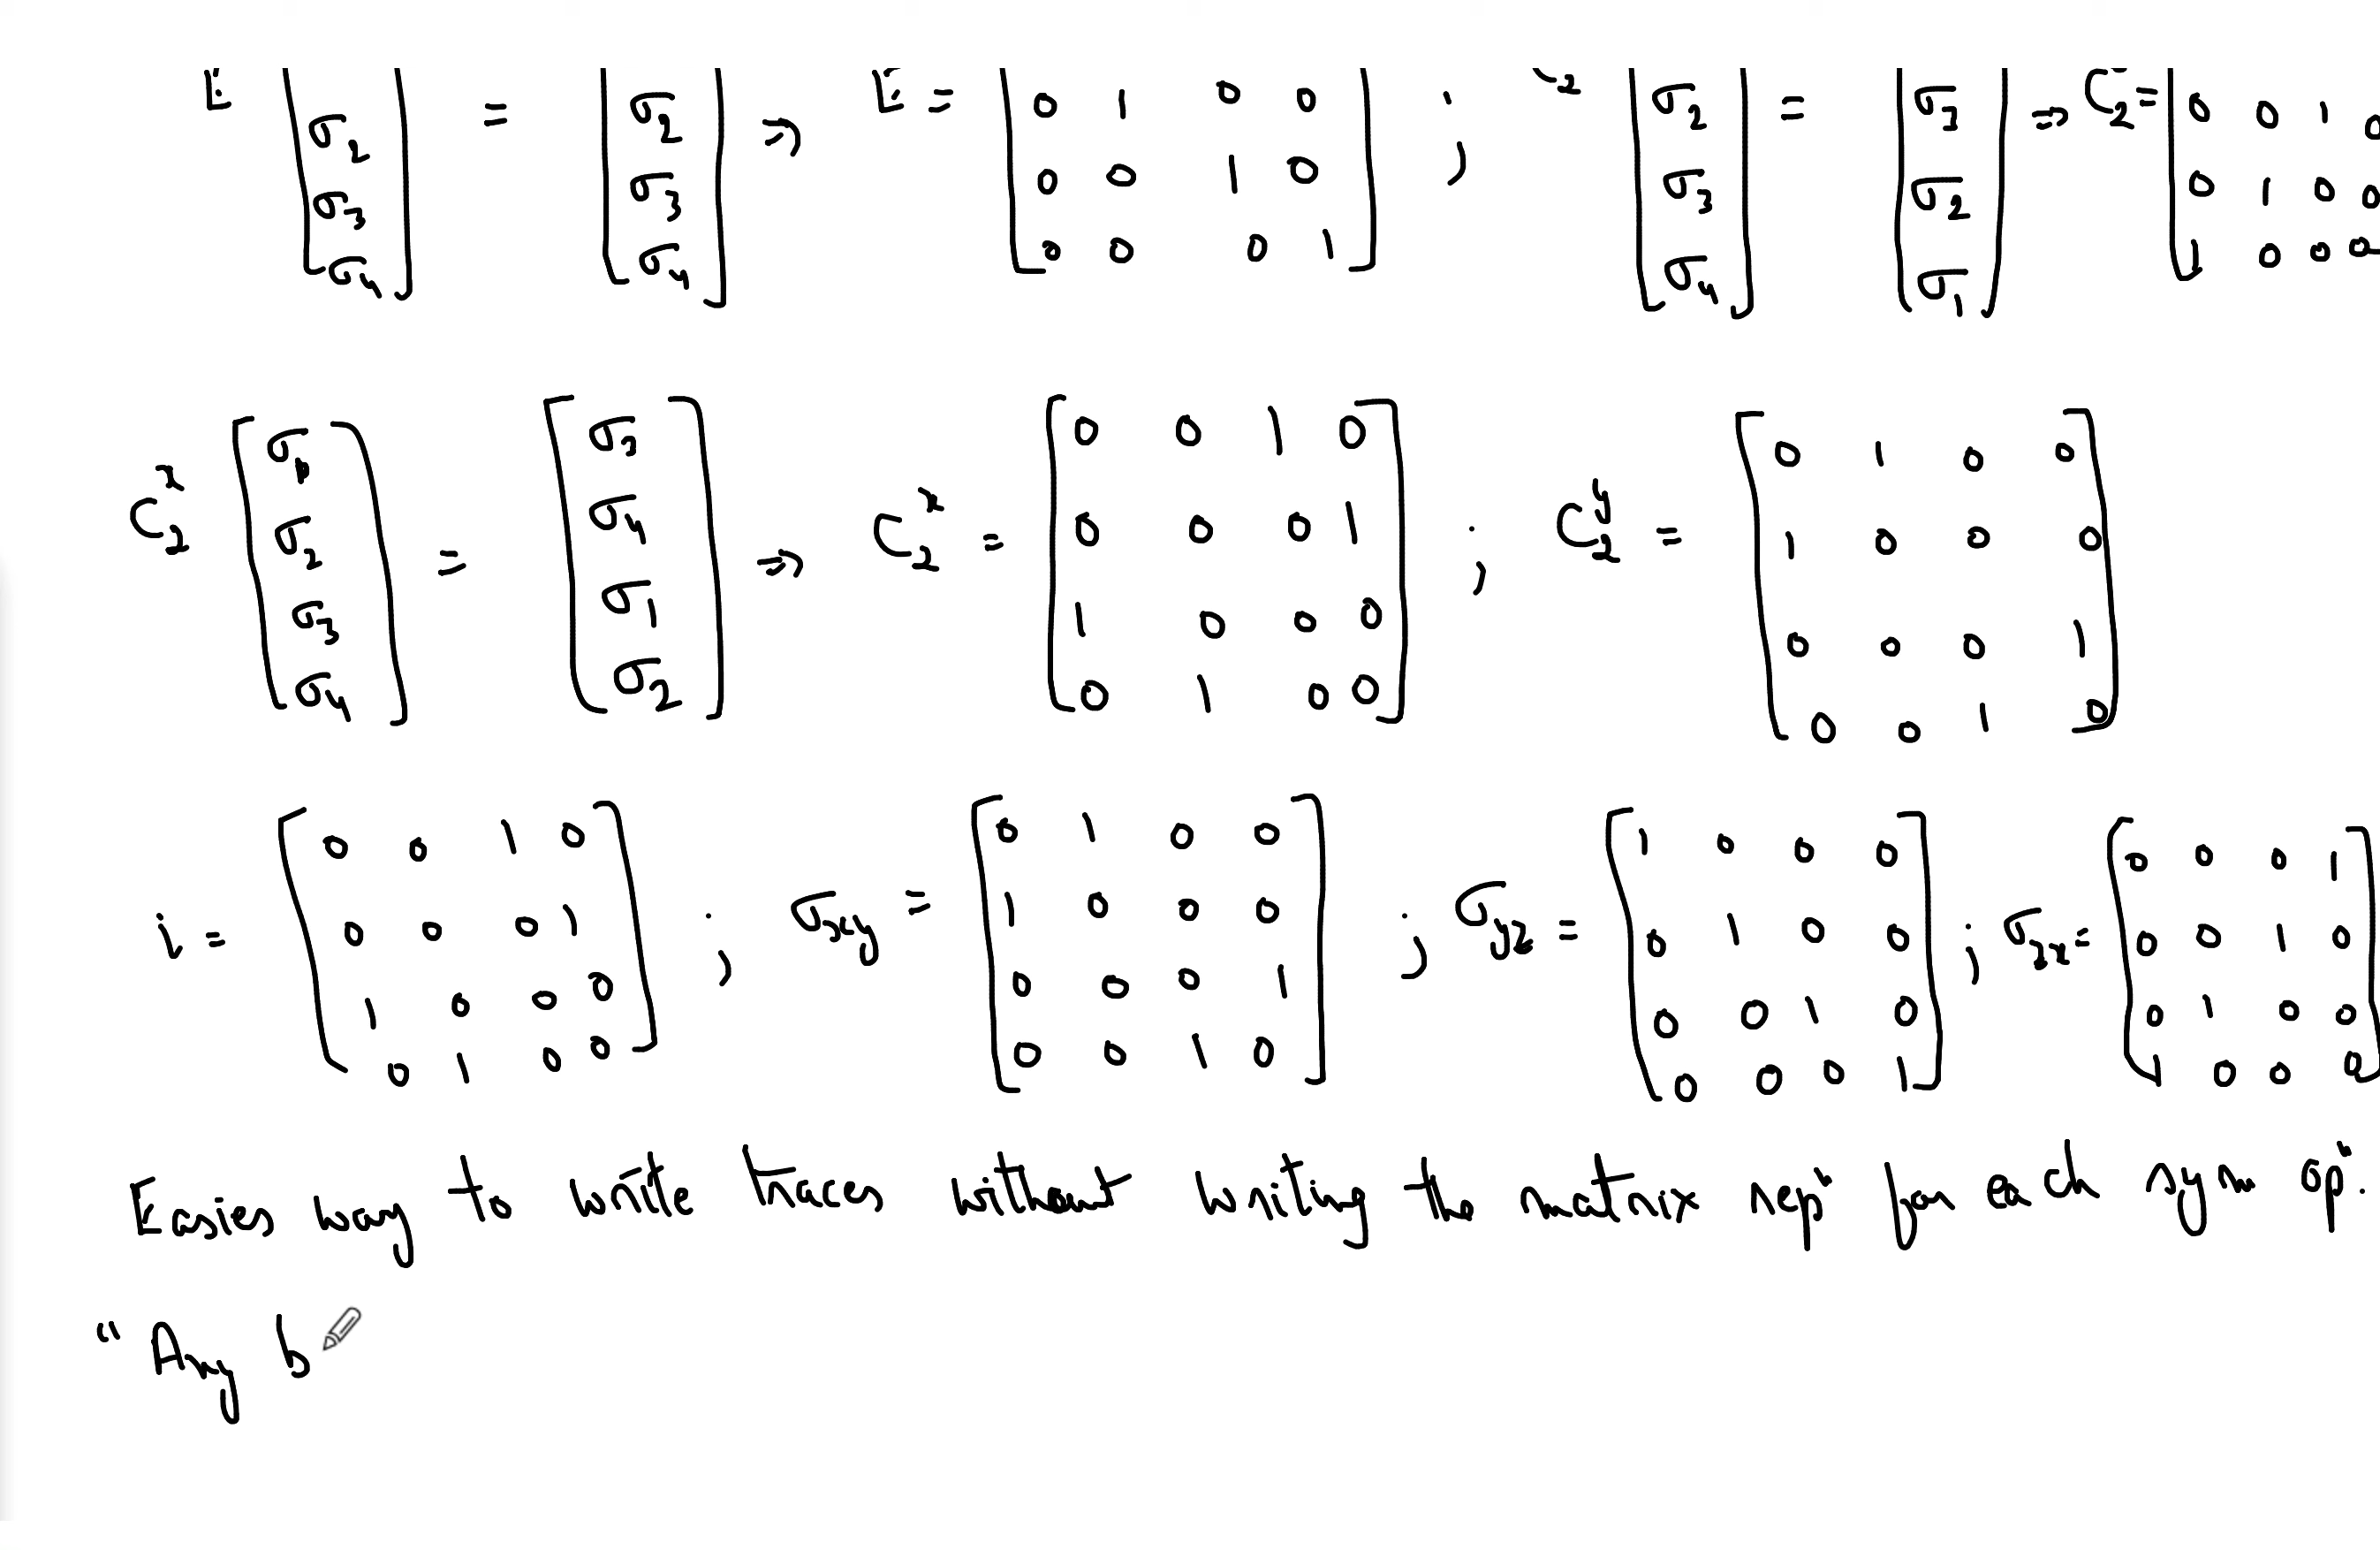 E [σ2 = [σ2 ⇒ E = [0 1 0 0 ; C2 [σ2 = [σ3 ⇒ C2 = [0 0 1 0
σ3 σ3 0 0 1 0 σ3 σ2 0 1 0 0
σ4] σ4] 0 0 0 1] σ4] σ1] 1 0 0 0
[σ1 [σ3 [0 0 1 0 [0 1 0 0
C2^x σ2 = σ4 ⇒ C2^x = 0 0 0 1 ; C2^y = 1 0 0 0
σ3 σ1 1 0 0 0 0 0 0 1
σ4] σ2] 0 1 0 0] 0 0 1 0]
[0 0 1 0 [0 1 0 0 [1 0 0 0 [0 0 0 1
i = 0 0 0 1 ; σxy = 1 0 0 0 ; σyz = 0 1 0 0 ; σzx = 0 0 1 0
1 0 0 0 0 0 0 1 0 0 1 0 0 1 0 0
0 1 0 0] 0 0 1 0] 0 0 0 1] 1 0 0 0]
Easies way to write traces without writing the matrix repⁿ for each sym opⁿ.
"Any b